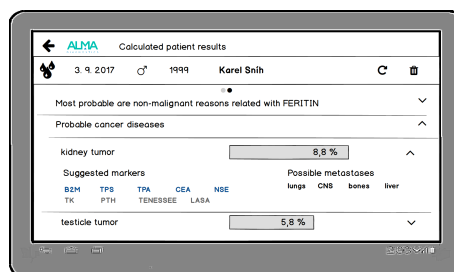 ALMA Calculated patient results
3. 9. 2017 1999 Karel Sníh
Most probable are non-malignant reasons related with FERITIN
Probable cancer diseases
kidney tumor 8,8 %
Suggested markers Possible metastases
B2M TPS TPA CEA NSE lungs CNS bones liver
TK PTH TENESSEE LASA
testicle tumor 5,8 %